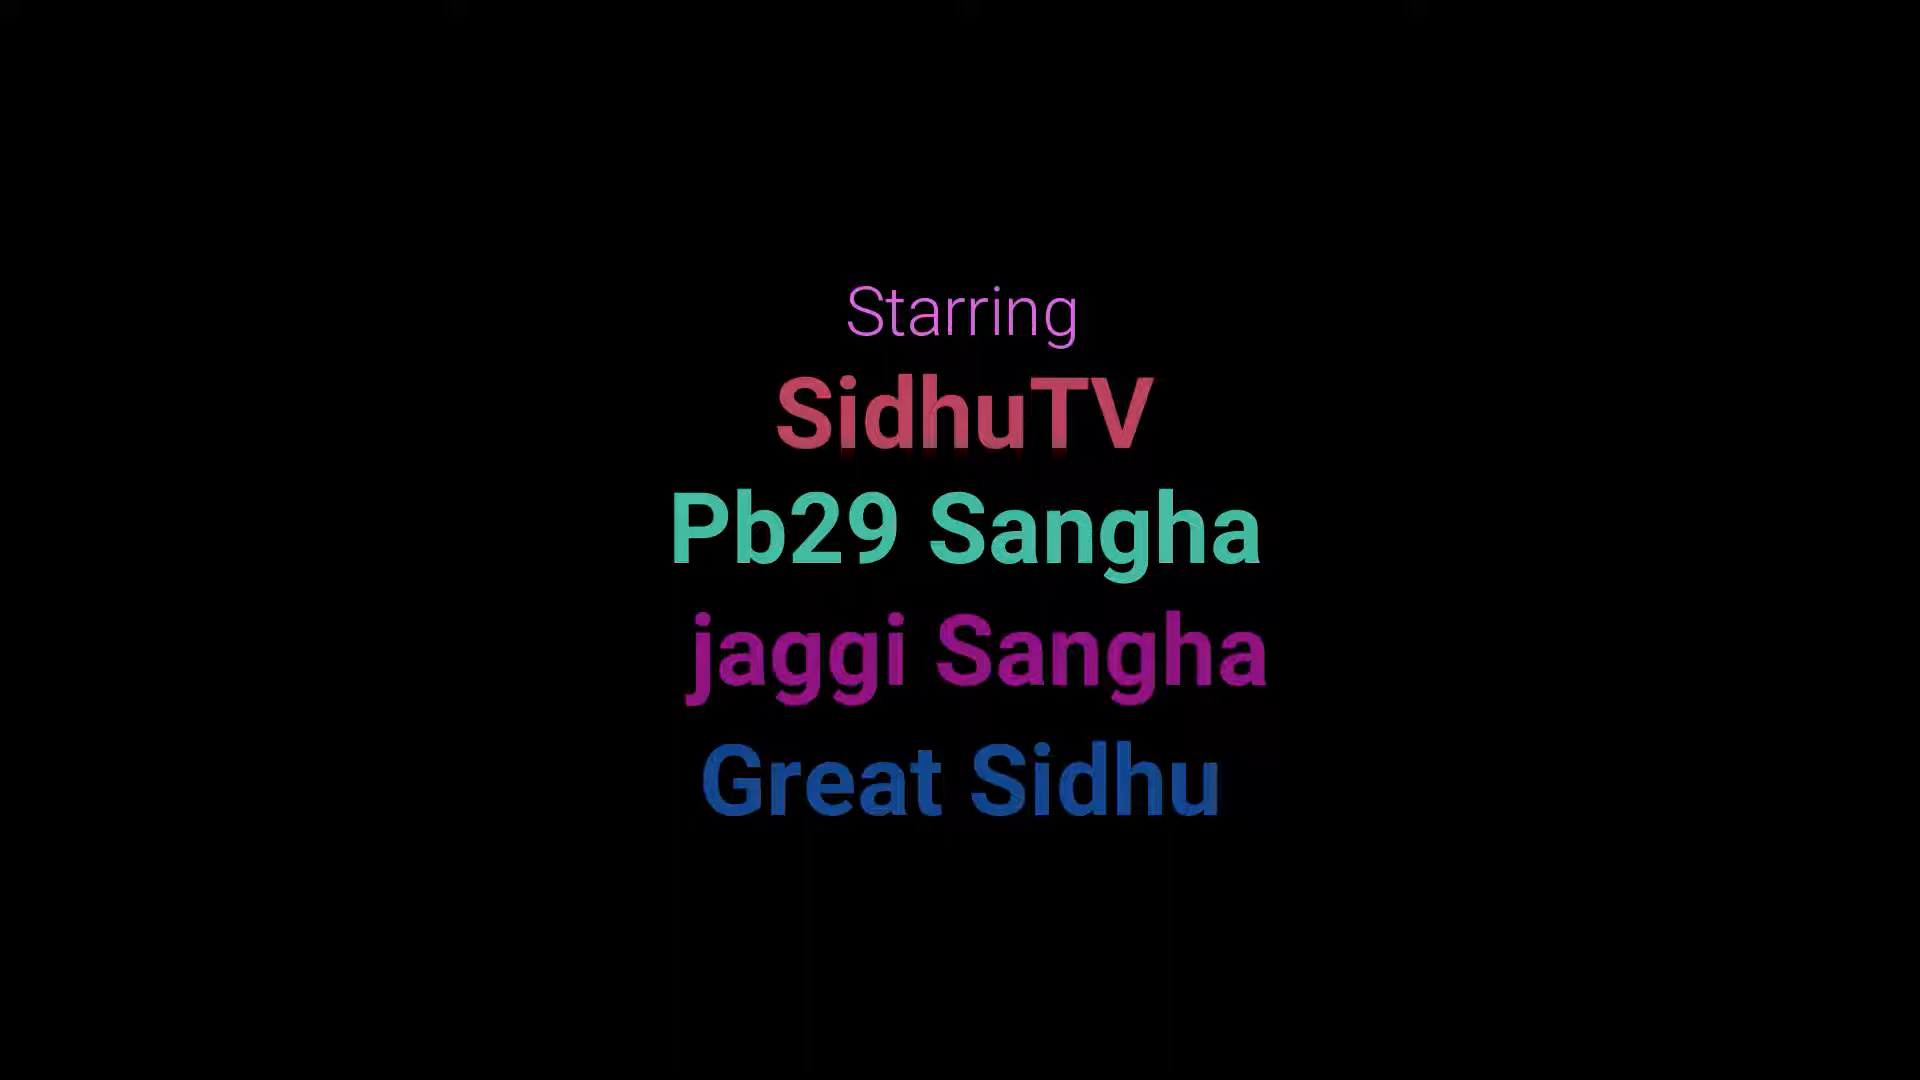 Starring
SidhuTV
Pb29 Sangha
jaggi Sangha
Great Sidhu